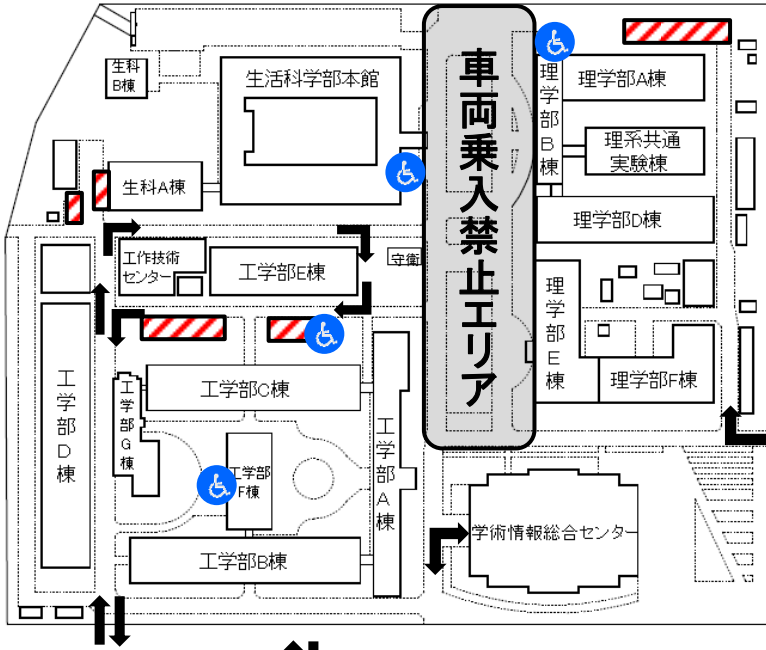 車両乗入禁止エリア
生科
B棟
生活科学部本館
理学部B棟
理学部A棟
理系共通
実験棟
生科A棟
理学部D棟
工作技術
センター
工学部E棟
守衛
理学部E棟
理学部F棟
工学部D棟
工学部G棟
工学部C棟
工学部A棟
工学部
F棟
工学部B棟
学術情報総合センター